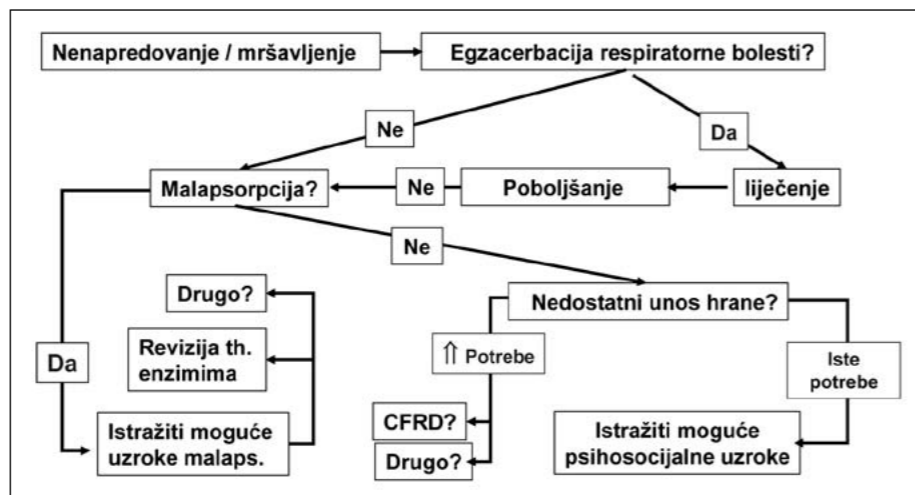 Nenapredovanje / mršavljenje
Egzacerbacija respiratorne bolesti?
Ne
Da
Malapsorpcija?
Ne
Poboljšanje
liječenje
Ne
Drugo?
Nedostatni unos hrane?
Revizija th.
enzimima
⇑ Potrebe
Iste
potrebe
Da
Istražiti moguće
uzroke malaps.
CFRD?
Drugo?
Istražiti moguće
psihosocijalne uzroke